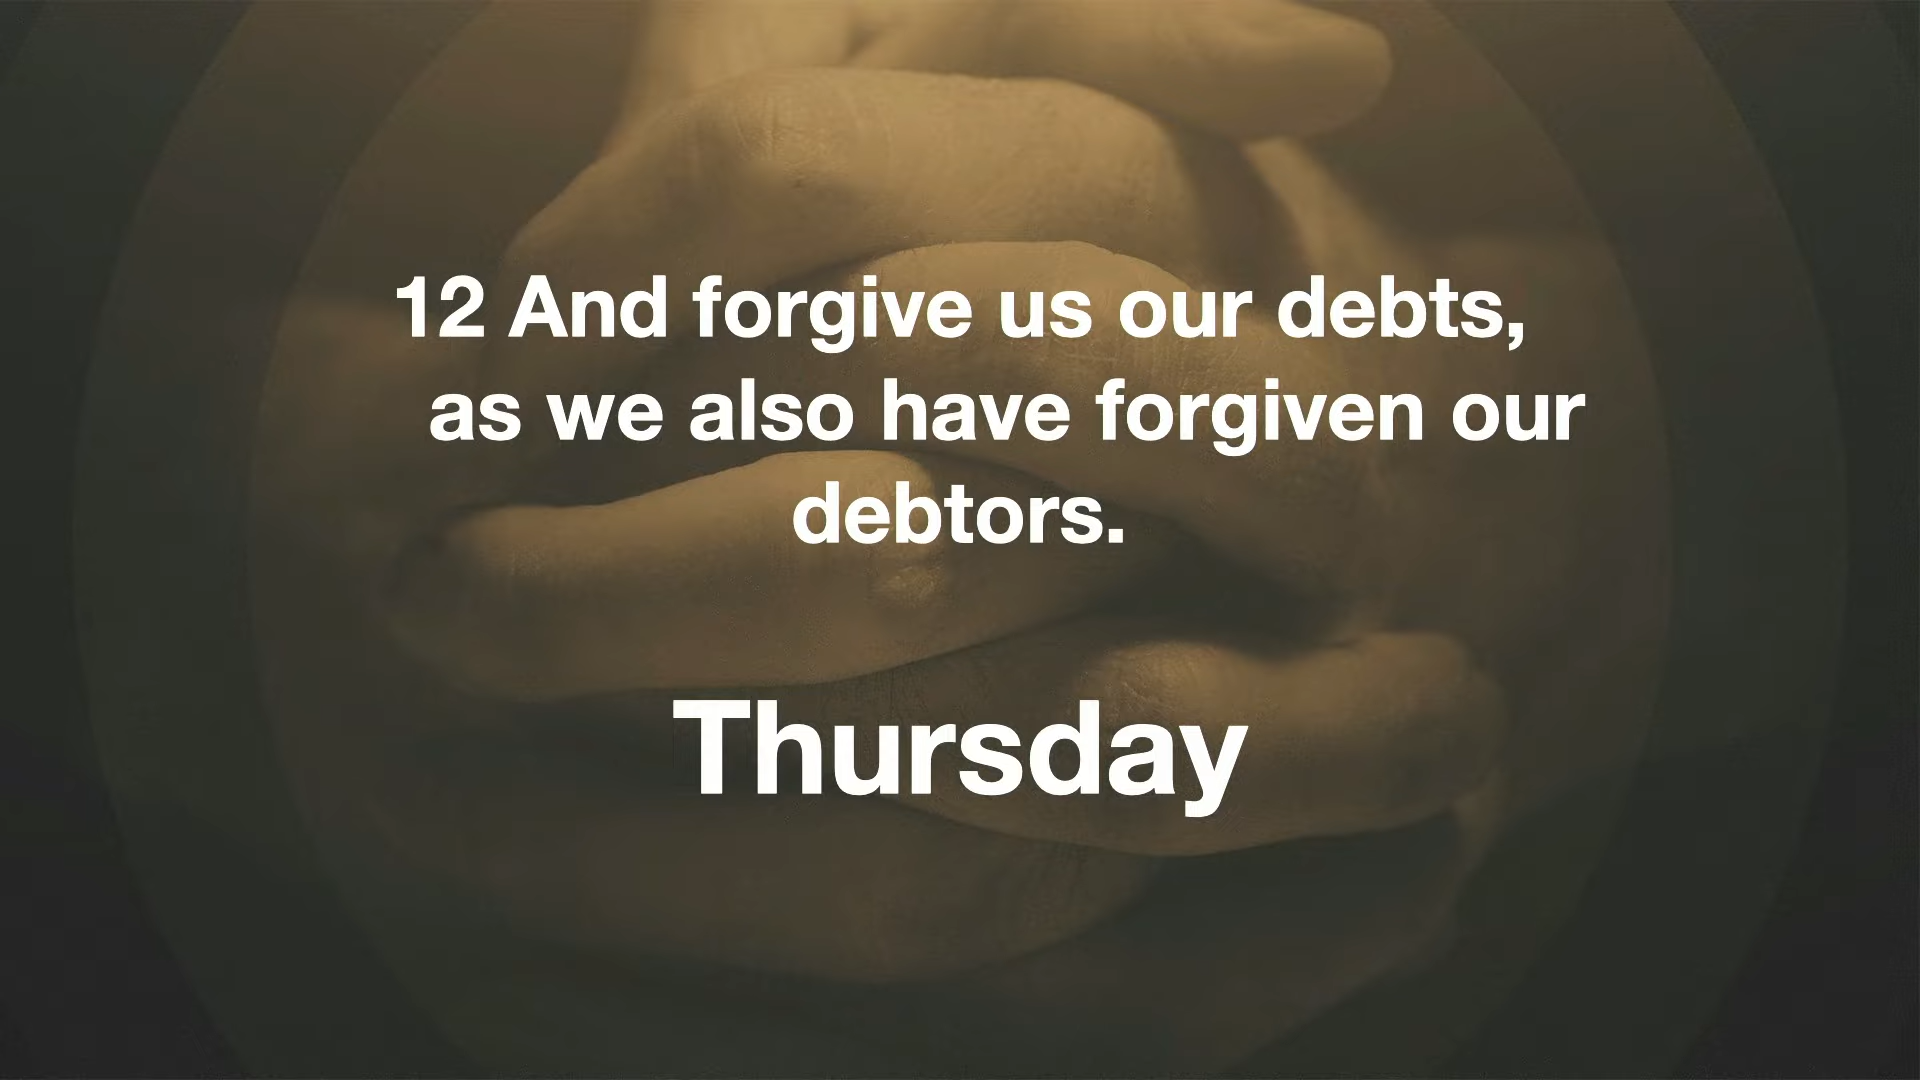 12 And forgive us our debts,
as we also have forgiven our
debtors.
Thursday